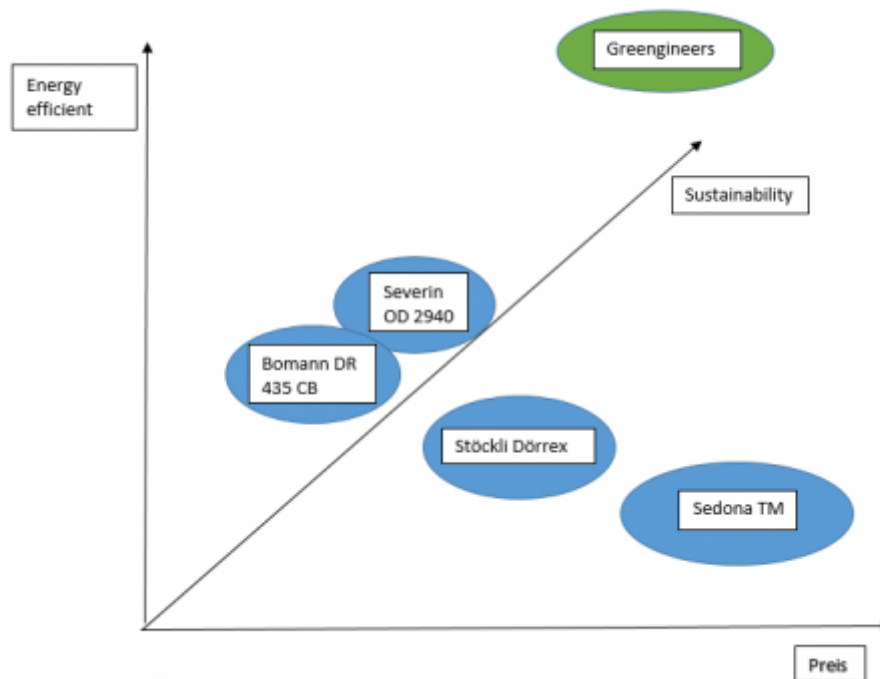 Greengineers
Energy
efficient
Sustainability
Severin
OD 2940
Bomann DR
435 CB
Stöckli Dörrex
Sedona TM
Preis